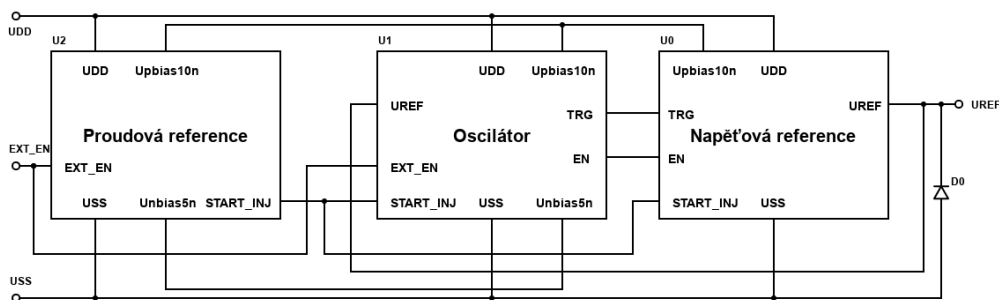 UDD
U2
U1
U0
UDD Upbias10n
UDD Upbias10n
Upbias10n UDD
UREF
UREF
UREF
TRG
TRG
Proudová reference
Oscilátor
Napěťová reference
EXT_EN
EN
EN
EXT_EN
EXT_EN
D0
USS Unbias5n START_INJ
START_INJ USS Unbias5n
START_INJ USS
USS